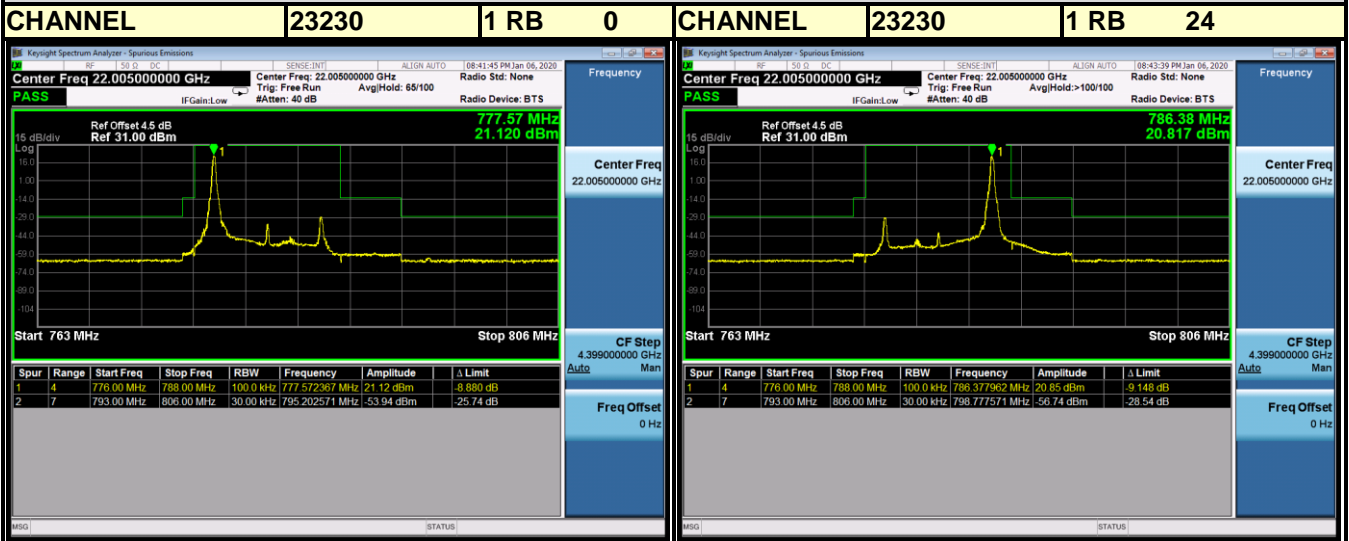 CHANNEL 23230 1 RB 0 CHANNEL 23230 1 RB 24
Keysight Spectrum Analyzer - Spurious Emissions
RF 50 Ω DC SENSE:INT ALIGN AUTO 08:41:45 PM Jan 06, 2020
Center Freq 22.005000000 GHz
Center Freq: 22.005000000 GHz
Radio Std: None
Trig: Free Run Avg|Hold: 65/100
PASS
IFGain:Low
#Atten: 40 dB
Radio Device: BTS
777.57 MHz
21.120 dBm
Ref Offset 4.5 dB
15 dB/div Ref 31.00 dBm
Log
1
16.0
1.00
-14.0
-29.0
-44.0
-59.0
-74.0
-89.0
-104
Start 763 MHz Stop 806 MHz
Spur Range Start Freq Stop Freq RBW Frequency Amplitude Δ Limit
1 4 776.00 MHz 788.00 MHz 100.0 kHz 777.572367 MHz 21.12 dBm -8.880 dB
2 7 793.00 MHz 806.00 MHz 30.00 kHz 795.202571 MHz -53.94 dBm -25.74 dB
MSG STATUS
Frequency
Center Freq
22.005000000 GHz
CF Step
4.399000000 GHz
Auto Man
Freq Offset
0 Hz
Keysight Spectrum Analyzer - Spurious Emissions
RF 50 Ω DC SENSE:INT ALIGN AUTO 08:43:39 PM Jan 06, 2020
Center Freq 22.005000000 GHz
Center Freq: 22.005000000 GHz
Radio Std: None
Trig: Free Run Avg|Hold:>100/100
PASS
IFGain:Low
#Atten: 40 dB
Radio Device: BTS
786.38 MHz
20.817 dBm
Ref Offset 4.5 dB
15 dB/div Ref 31.00 dBm
Log
1
16.0
1.00
-14.0
-29.0
-44.0
-59.0
-74.0
-89.0
-104
Start 763 MHz Stop 806 MHz
Spur Range Start Freq Stop Freq RBW Frequency Amplitude Δ Limit
1 4 776.00 MHz 788.00 MHz 100.0 kHz 786.377962 MHz 20.85 dBm -9.148 dB
2 7 793.00 MHz 806.00 MHz 30.00 kHz 798.777571 MHz -56.74 dBm -28.54 dB
MSG STATUS
Frequency
Center Freq
22.005000000 GHz
CF Step
4.399000000 GHz
Auto Man
Freq Offset
0 Hz